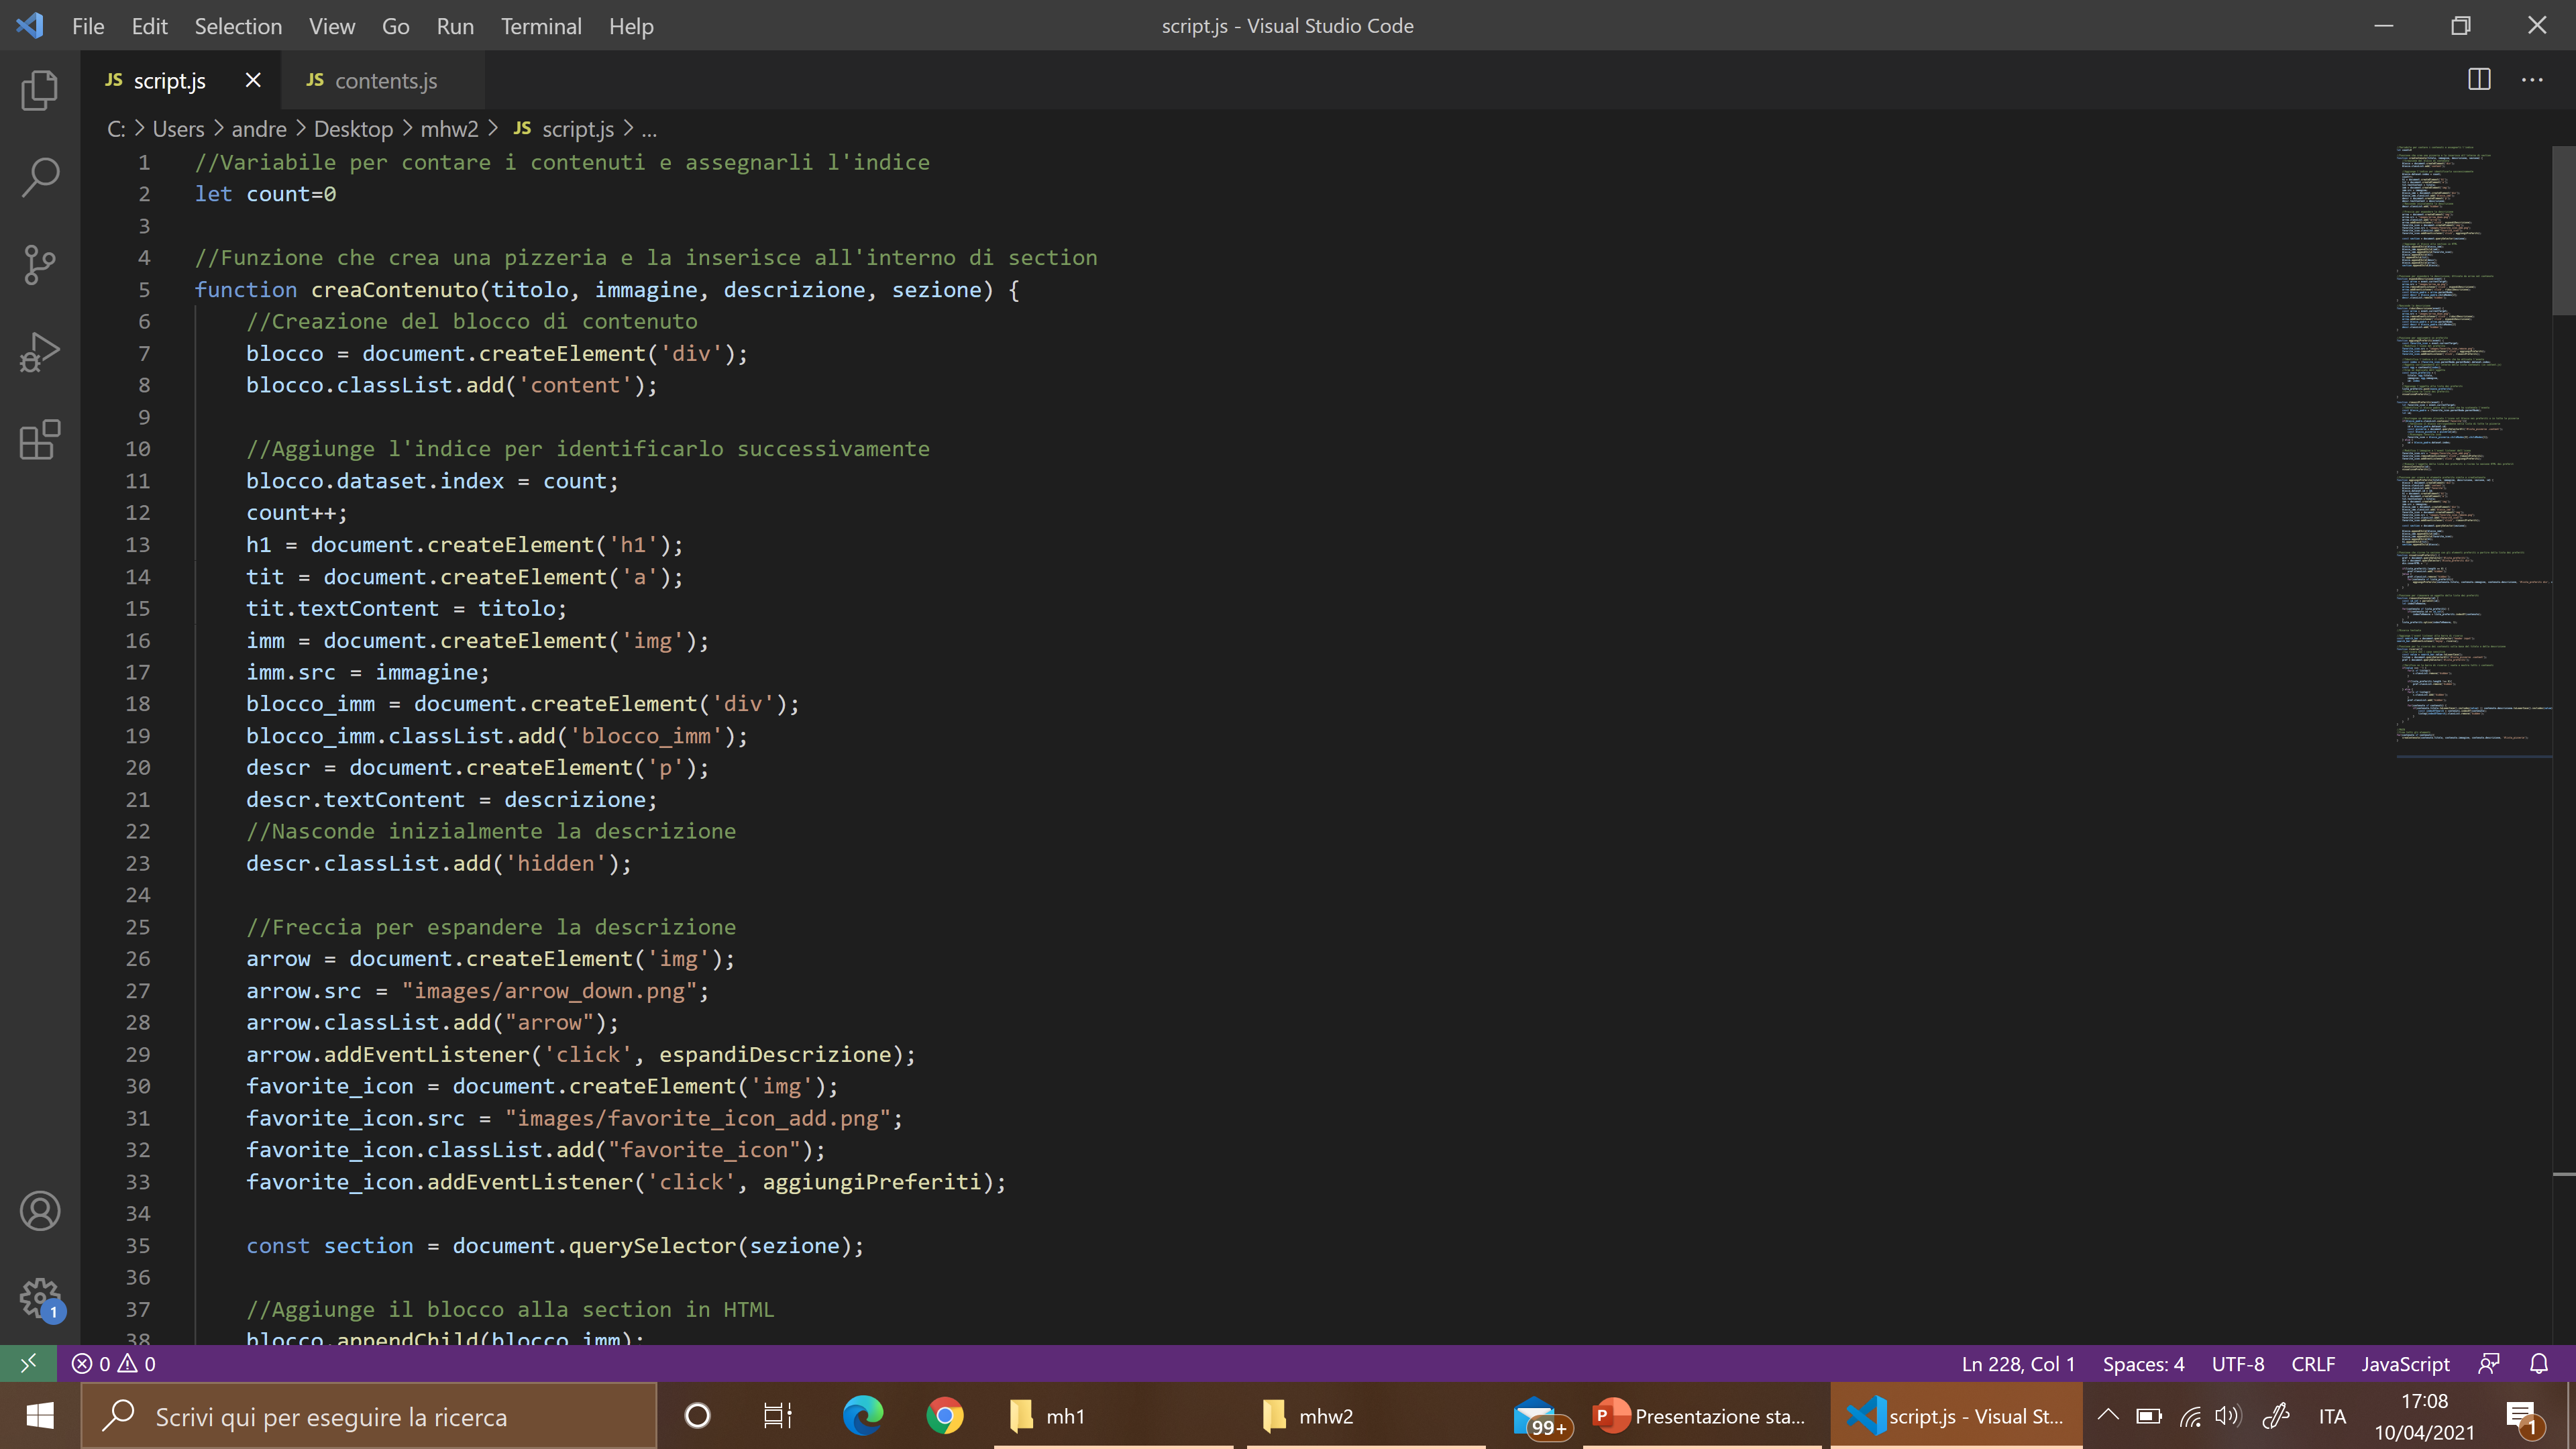 File Edit Selection View Go Run Terminal Help
script.js - Visual Studio Code
JS script.js
JS contents.js
C: > Users > andre > Desktop > mhw2 > JS script.js > ...
1 //Variabile per contare i contenuti e assegnarli l'indice
2 let count=0
3
4 //Funzione che crea una pizzeria e la inserisce all'interno di section
5 function creaContenuto(titolo, immagine, descrizione, sezione) {
6 //Creazione del blocco di contenuto
7 blocco = document.createElement('div');
8 blocco.classList.add('content');
9
10 //Aggiunge l'indice per identificarlo successivamente
11 blocco.dataset.index = count;
12 count++;
13 h1 = document.createElement('h1');
14 tit = document.createElement('a');
15 tit.textContent = titolo;
16 imm = document.createElement('img');
17 imm.src = immagine;
18 blocco_imm = document.createElement('div');
19 blocco_imm.classList.add('blocco_imm');
20 descr = document.createElement('p');
21 descr.textContent = descrizione;
22 //Nasconde inizialmente la descrizione
23 descr.classList.add('hidden');
24
25 //Freccia per espandere la descrizione
26 arrow = document.createElement('img');
27 arrow.src = "images/arrow_down.png";
28 arrow.classList.add("arrow");
29 arrow.addEventListener('click', espandiDescrizione);
30 favorite_icon = document.createElement('img');
31 favorite_icon.src = "images/favorite_icon_add.png";
32 favorite_icon.classList.add("favorite_icon");
33 favorite_icon.addEventListener('click', aggiungiPreferiti);
34
35 const section = document.querySelector(sezione);
36
37 //Aggiunge il blocco alla section in HTML
38 blocco.appendChild(blocco_imm);
1
0 0
Ln 228, Col 1 Spaces: 4 UTF-8 CRLF JavaScript
Scrivi qui per eseguire la ricerca
mh1
mhw2
99+
Presentazione sta...
script.js - Visual St...
ITA
17:08
10/04/2021
1